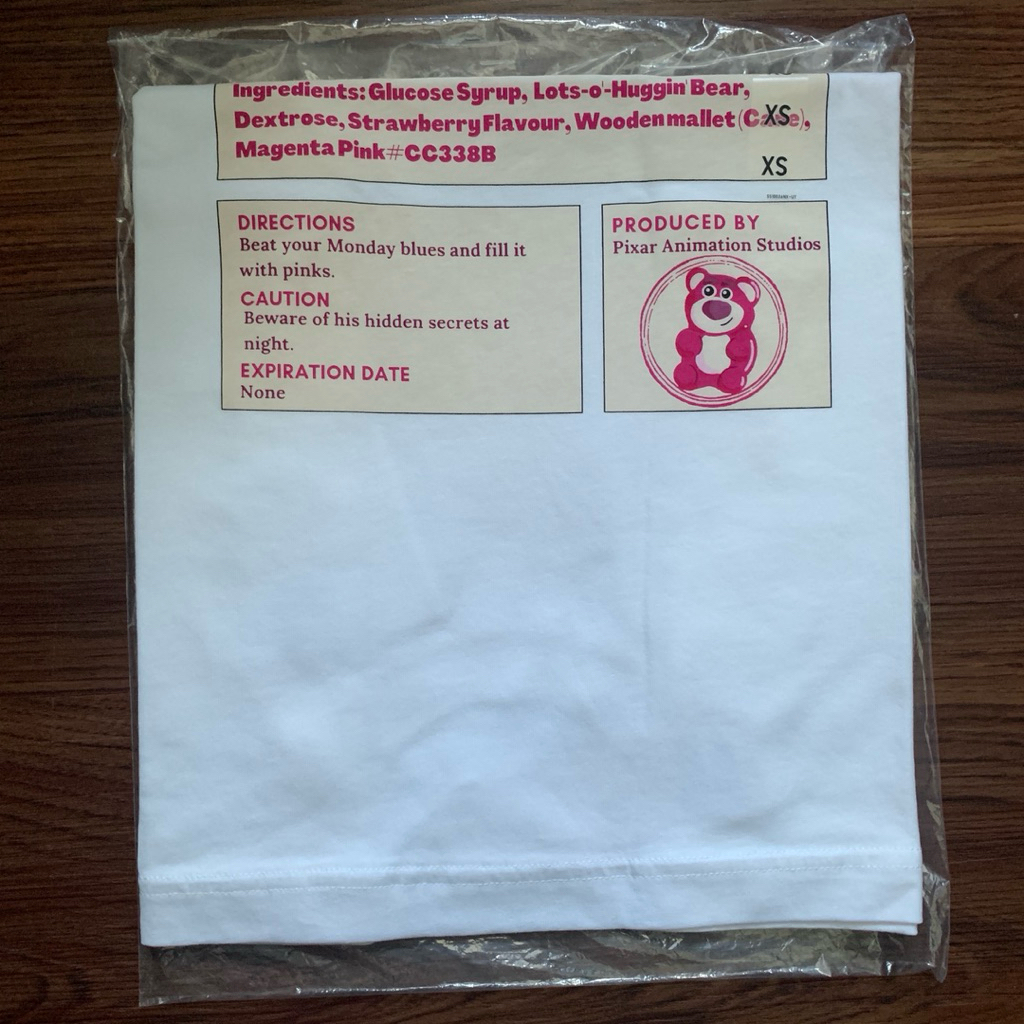 Ingredients: Glucose Syrup, Lots-o'-Huggin' Bear,
Dextrose, Strawberry Flavour, Wooden mallet (Cane),
XS
Magenta Pink#CC338B
XS
DIRECTIONS
Beat your Monday blues and fill it
with pinks.
CAUTION
Beware of his hidden secrets at
night.
EXPIRATION DATE
None
PRODUCED BY
Pixar Animation Studios